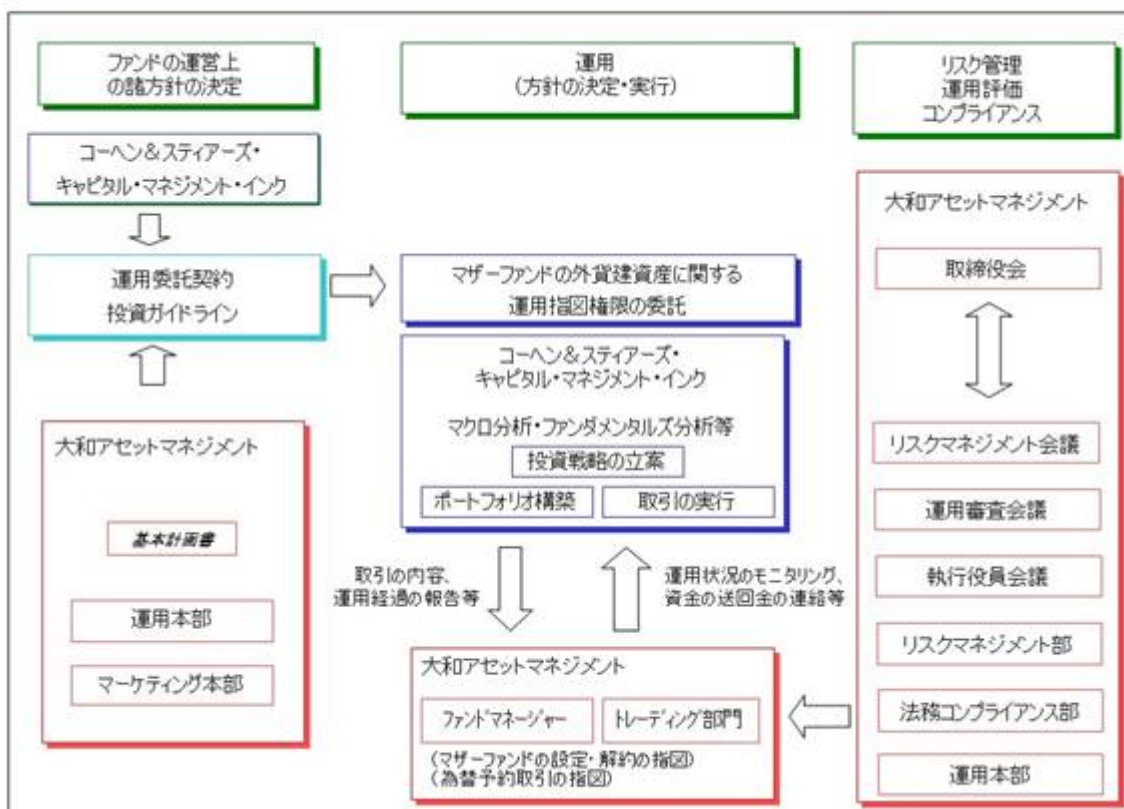 ファンドの運営上
の諸方針の決定
運用
(方針の決定・実行)
リスク管理
運用評価
コンプライアンス
コーヘン&スティアーズ・
キャピタル・マネジメント・インク
運用委託契約
投資ガイドライン
大和アセットマネジメント
基本計画書
運用本部
マーケティング本部
マザーファンドの外貨建資産に関する
運用指図権限の委託
コーヘン&スティアーズ・
キャピタル・マネジメント・インク
マクロ分析・ファンダメンタルズ分析等
投資戦略の立案
ポートフォリオ構築
取引の実行
取引の内容、
運用経過の報告等
運用状況のモニタリング、
資金の送回金の連絡等
大和アセットマネジメント
ファンドマネージャー
トレーディング部門
(マザーファンドの設定・解約の指図)
(為替予約取引の指図)
大和アセットマネジメント
取締役会
リスクマネジメント会議
運用審査会議
執行役員会議
リスクマネジメント部
法務コンプライアンス部
運用本部